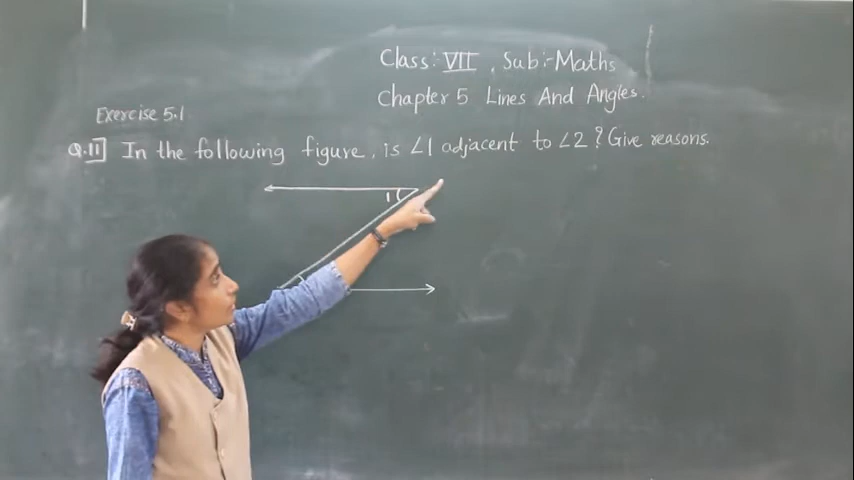 Class: VII, Sub:- Maths
Chapter 5 Lines And Angles.
Exercise 5.1
Q.11] In the following figure, is ∠1 adjacent to ∠2? Give reasons.
1